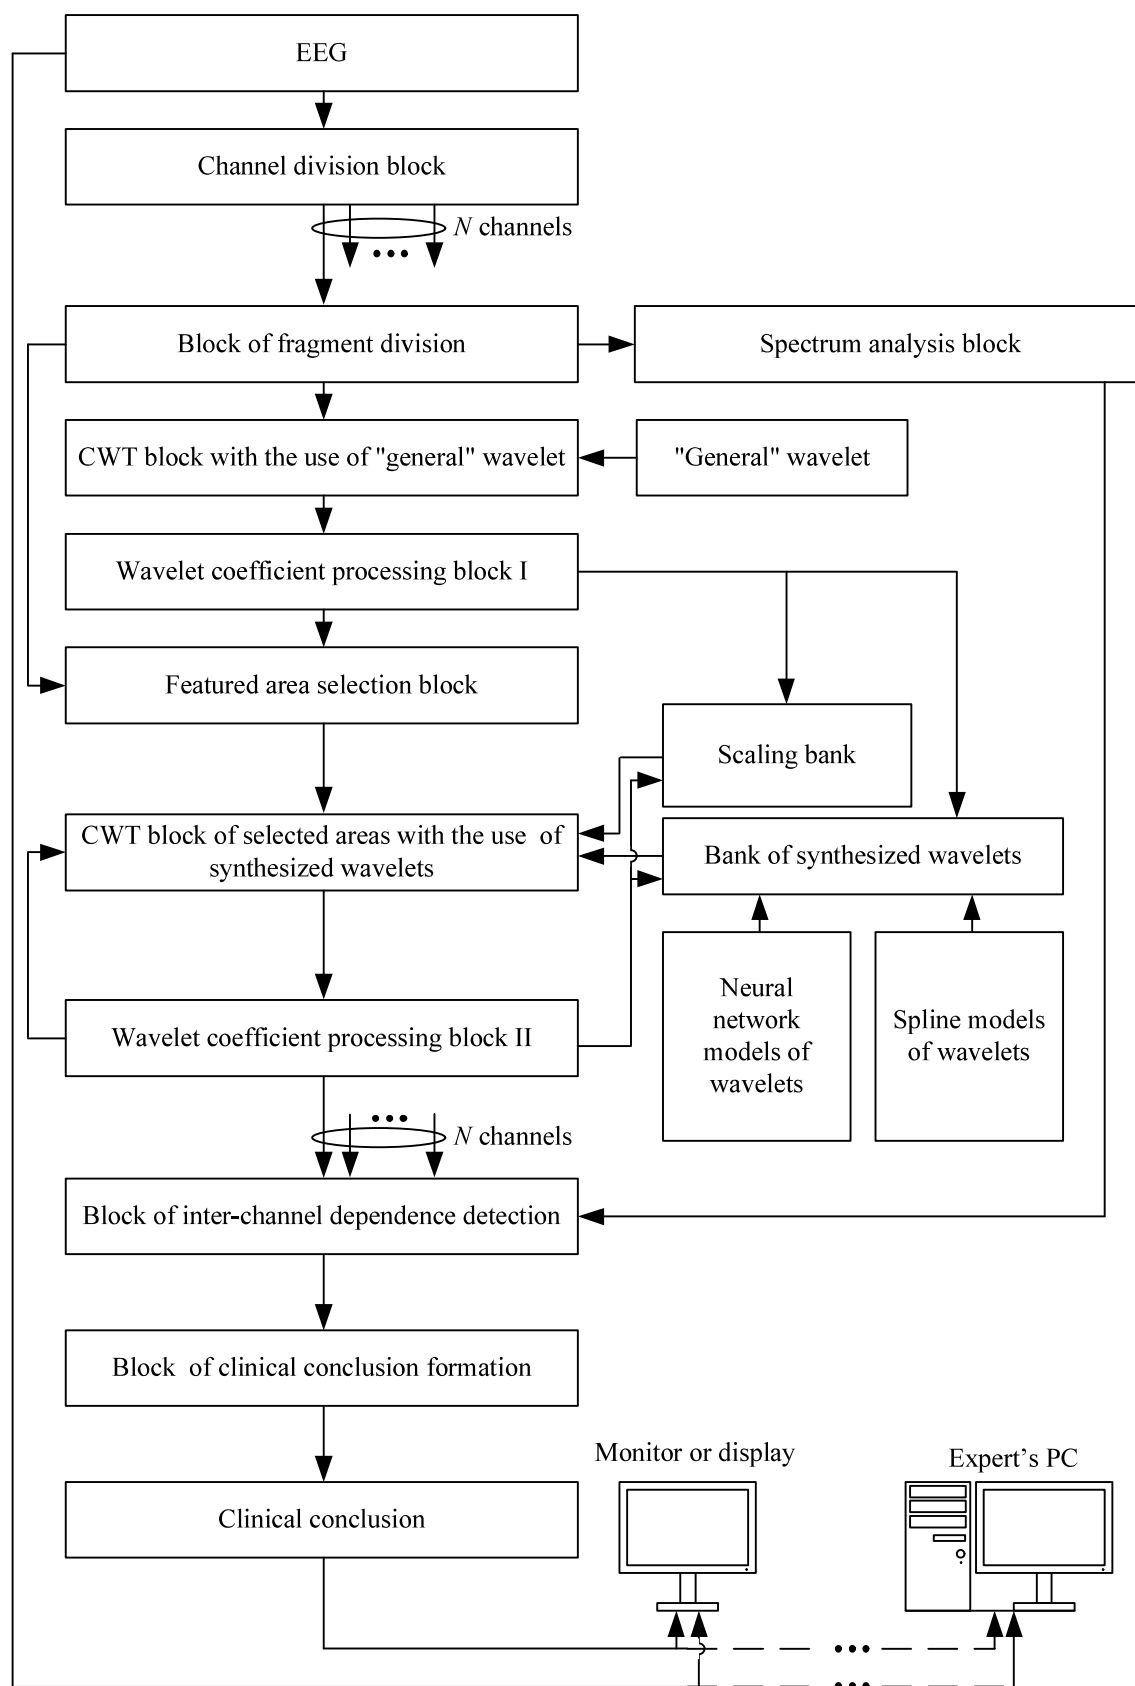 EEG
Channel division block
N channels
Block of fragment division
Spectrum analysis block
CWT block with the use of "general" wavelet
"General" wavelet
Wavelet coefficient processing block I
Featured area selection block
Scaling bank
CWT block of selected areas with the use of
synthesized wavelets
Bank of synthesized wavelets
Neural
network
models of
wavelets
Spline models
of wavelets
Wavelet coefficient processing block II
N channels
Block of inter-channel dependence detection
Block of clinical conclusion formation
Monitor or display
Expert’s PC
Clinical conclusion